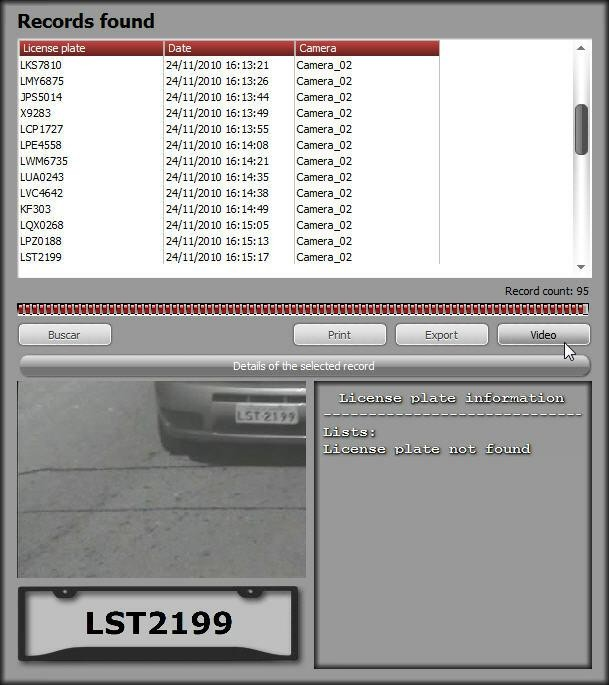 Records found
License plate Date Camera
LKS7810 24/11/2010 16:13:21 Camera_02
LMY6875 24/11/2010 16:13:26 Camera_02
JPS5014 24/11/2010 16:13:44 Camera_02
X9283 24/11/2010 16:13:49 Camera_02
LCP1727 24/11/2010 16:13:55 Camera_02
LPE4558 24/11/2010 16:14:08 Camera_02
LWM6735 24/11/2010 16:14:21 Camera_02
LUA0243 24/11/2010 16:14:35 Camera_02
LVC4642 24/11/2010 16:14:38 Camera_02
KF303 24/11/2010 16:14:49 Camera_02
LQX0268 24/11/2010 16:15:05 Camera_02
LPZ0188 24/11/2010 16:15:13 Camera_02
LST2199 24/11/2010 16:15:17 Camera_02
Record count: 95
Buscar Print Export Video
Details of the selected record
LST2199
License plate information
-----------------------------
Lists:
License plate not found
LST2199